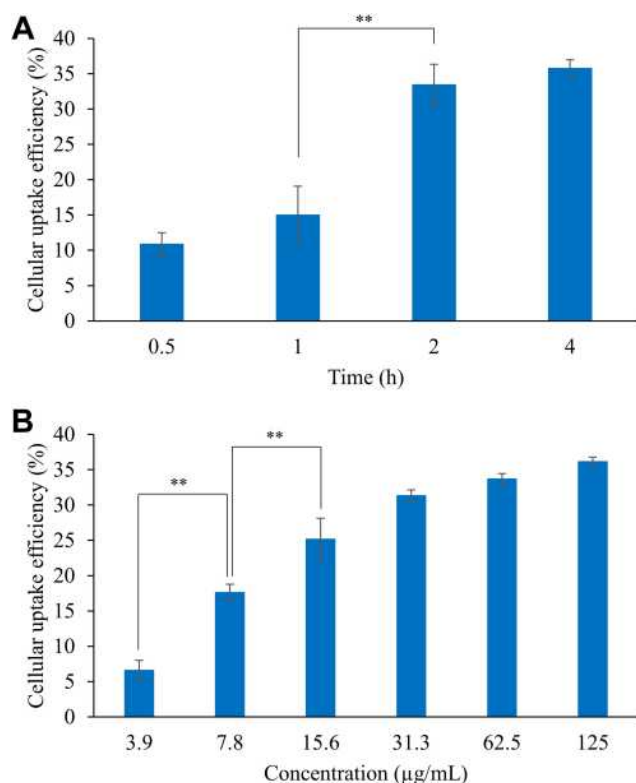 A
Cellular uptake efficiency (%)
40
35
30
25
20
15
10
5
0
**
0.5 1 2 4
Time (h)
B
Cellular uptake efficiency (%)
40
35
30
25
20
15
10
5
0
**
**
3.9 7.8 15.6 31.3 62.5 125
Concentration (µg/mL)